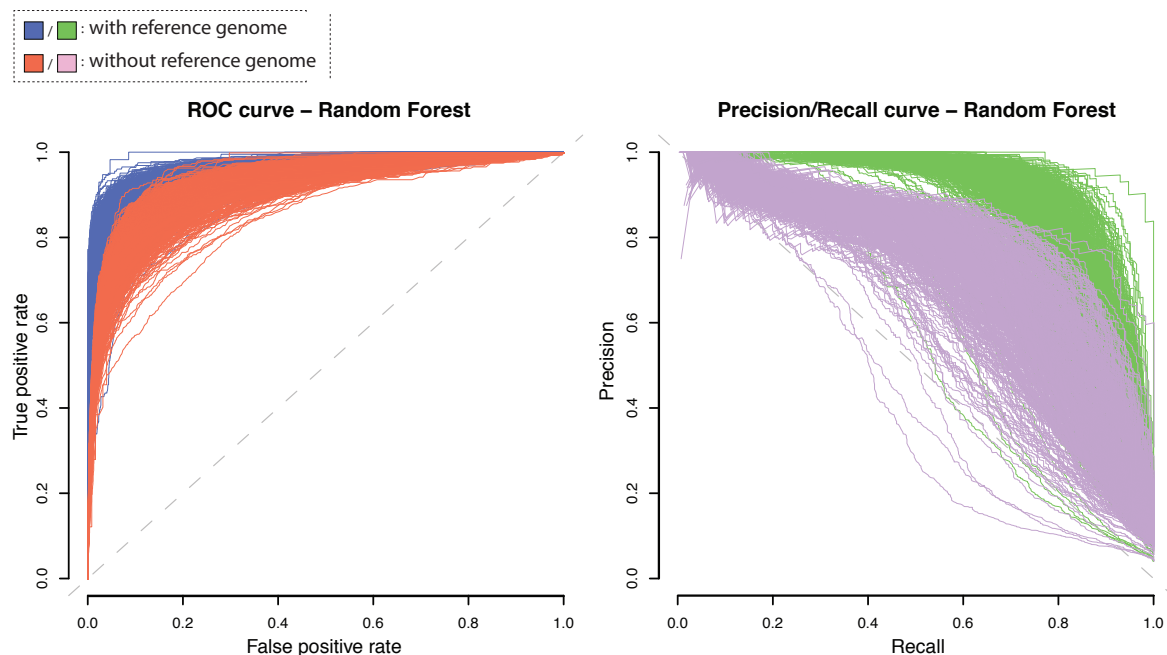 / : with reference genome
/ : without reference genome
ROC curve – Random Forest
Precision/Recall curve – Random Forest
True positive rate
0.0 0.2 0.4 0.6 0.8 1.0
0.0 0.2 0.4 0.6 0.8 1.0
False positive rate
Precision
0.0 0.2 0.4 0.6 0.8 1.0
0.0 0.2 0.4 0.6 0.8 1.0
Recall